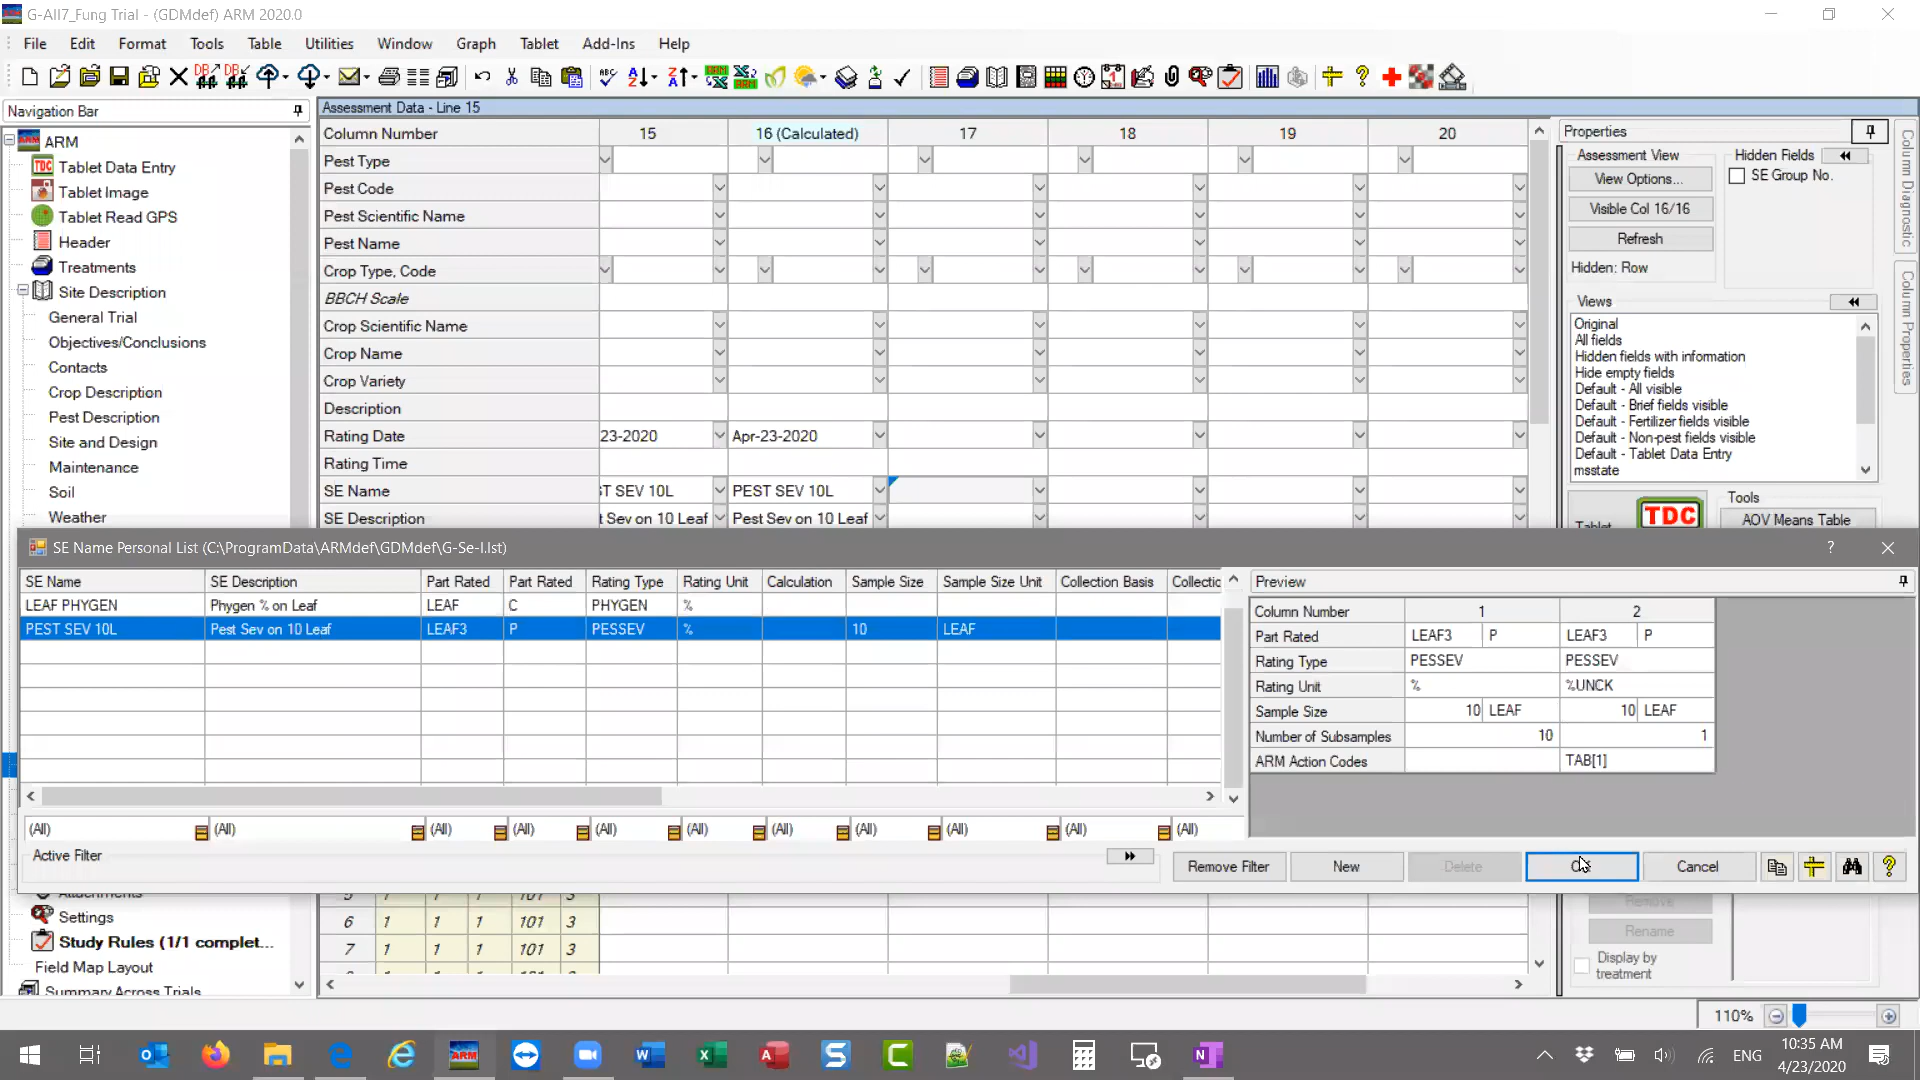 G-All7_Fung Trial - (GDMdef) ARM 2020.0
File Edit Format Tools Table Utilities Window Graph Tablet Add-Ins Help
Navigation Bar
ARM
Tablet Data Entry
Tablet Image
Tablet Read GPS
Header
Treatments
Site Description
General Trial
Objectives/Conclusions
Contacts
Crop Description
Pest Description
Site and Design
Maintenance
Soil
Weather
Assessment Data - Line 15
Column Number 15 16 (Calculated) 17 18 19 20
Pest Type
Pest Code
Pest Scientific Name
Pest Name
Crop Type, Code
BBCH Scale
Crop Scientific Name
Crop Name
Crop Variety
Description
Rating Date 23-2020 Apr-23-2020
Rating Time
SE Name ST SEV 10L PEST SEV 10L
SE Description t Sev on 10 Leaf Pest Sev on 10 Leaf
Properties
Assessment View
View Options...
Visible Col 16/16
Refresh
Hidden: Row
Hidden Fields
SE Group No.
Views
Original
All fields
Hidden fields with information
Hide empty fields
Default - All visible
Default - Brief fields visible
Default - Fertilizer fields visible
Default - Non-pest fields visible
Default - Tablet Data Entry
msstate
Tablet
TDC
Tools
AOV Means Table
Column Diagnostic
Column Properties
SE Name Personal List (C:\ProgramData\ARMdef\GDMdef\G-Se-I.lst)
SE Name SE Description Part Rated Part Rated Rating Type Rating Unit Calculation Sample Size Sample Size Unit Collection Basis Collectic
LEAF PHYGEN Phygen % on Leaf LEAF C PHYGEN %
PEST SEV 10L Pest Sev on 10 Leaf LEAF3 P PESSEV % 10 LEAF
(All) (All) (All) (All) (All) (All) (All) (All) (All) (All) (All)
Active Filter
Preview
Column Number 1 2
Part Rated LEAF3 P LEAF3 P
Rating Type PESSEV PESSEV
Rating Unit % %UNCK
Sample Size 10 LEAF 10 LEAF
Number of Subsamples 10 1
ARM Action Codes TAB[1]
Remove Filter New Delete Cancel
Attachments
Settings
Study Rules (1/1 complet...
Field Map Layout
Summary Across Trials
5 1 1 1 101 3
6 1 1 1 101 3
7 1 1 1 101 3
Remove
Rename
Display by
treatment
110%
ENG
10:35 AM
4/23/2020